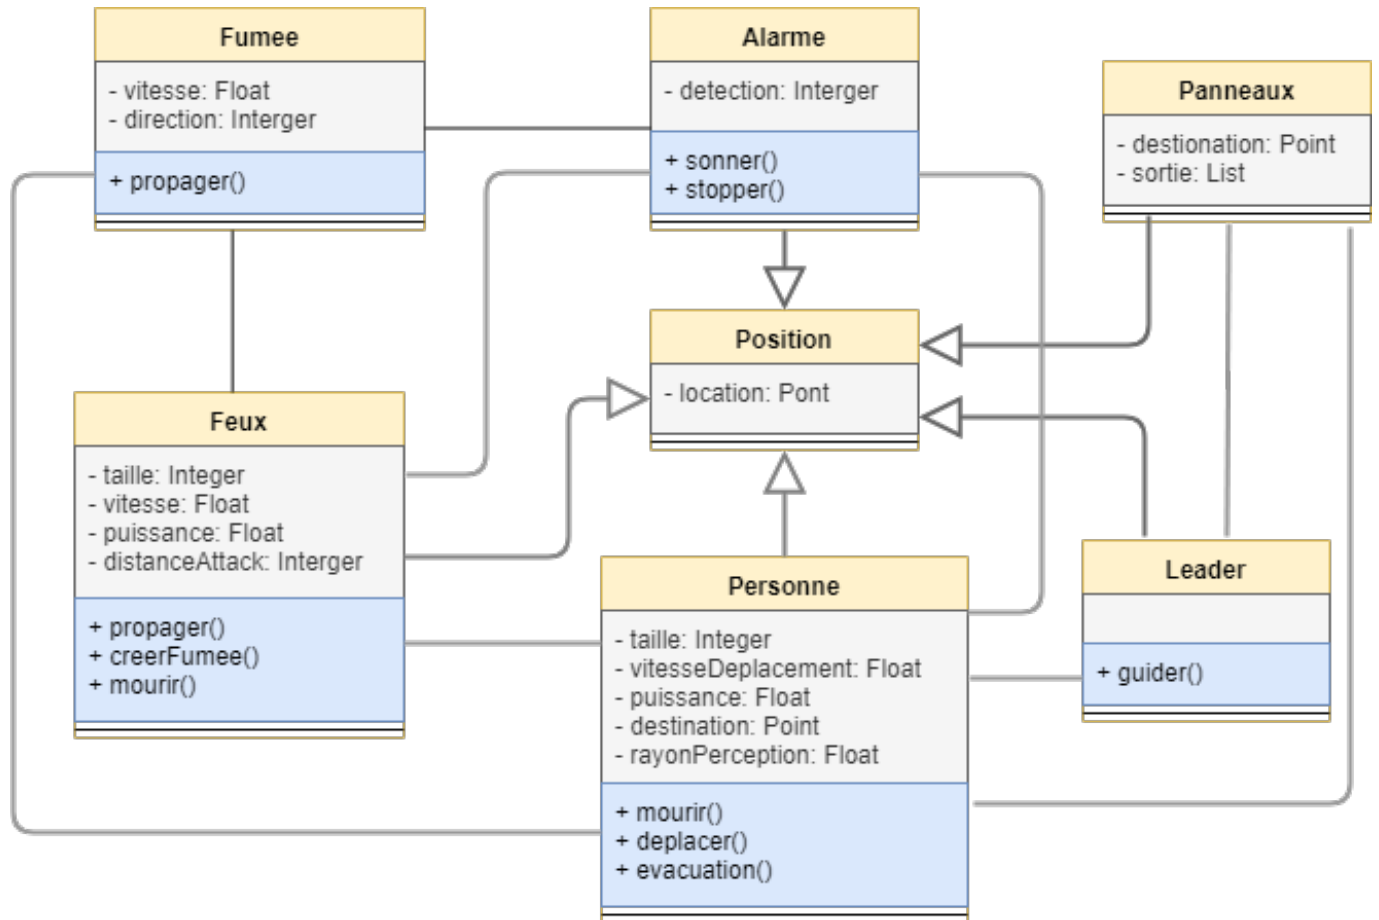 Fumee
- vitesse: Float
- direction: Interger
+ propager()
Alarme
- detection: Interger
+ sonner()
+ stopper()
Panneaux
- destionation: Point
- sortie: List
Position
- location: Pont
Feux
- taille: Integer
- vitesse: Float
- puissance: Float
- distanceAttack: Interger
+ propager()
+ creerFumee()
+ mourir()
Personne
- taille: Integer
- vitesseDeplacement: Float
- puissance: Float
- destination: Point
- rayonPerception: Float
+ mourir()
+ deplacer()
+ evacuation()
Leader
+ guider()